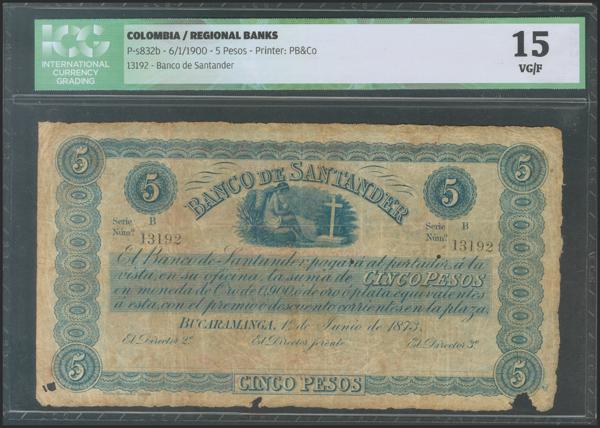 ICG
INTERNATIONAL
CURRENCY
GRADING
COLOMBIA / REGIONAL BANKS
P-s832b - 6/1/1900 - 5 Pesos - Printer: PB&Co
13192 - Banco de Santander
15
VG/F
5
5
BANCO DE SANTANDER
5
5
Serie B
Núm.º 13192
Serie B
Núm.º 13192
El Banco de Santander, pagará al portador, á la
vista, en su oficina, la suma de CINCO PESOS
en moneda de Oro de 0,900, ó de oro ó plata equivalentes
á esta, con el premio ó descuento corrientes en la plaza.
BUCARAMANGA, 1.º de Junio de 1873.
El Director 2.º
El Director gerente
El Director 3.º
5
5
CINCO PESOS